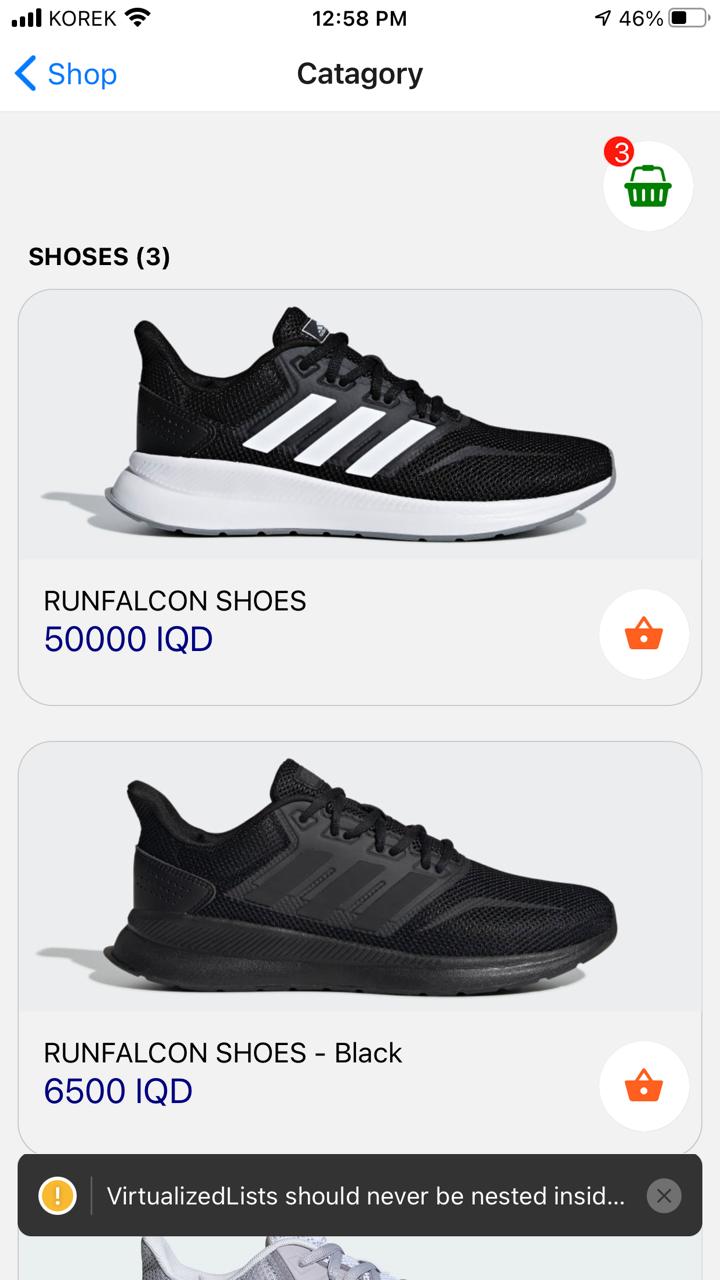 KOREK 12:58 PM 46%
Shop Catagory
3
SHOSES (3)
RUNFALCON SHOES
50000 IQD
RUNFALCON SHOES - Black
6500 IQD
! VirtualizedLists should never be nested insid...